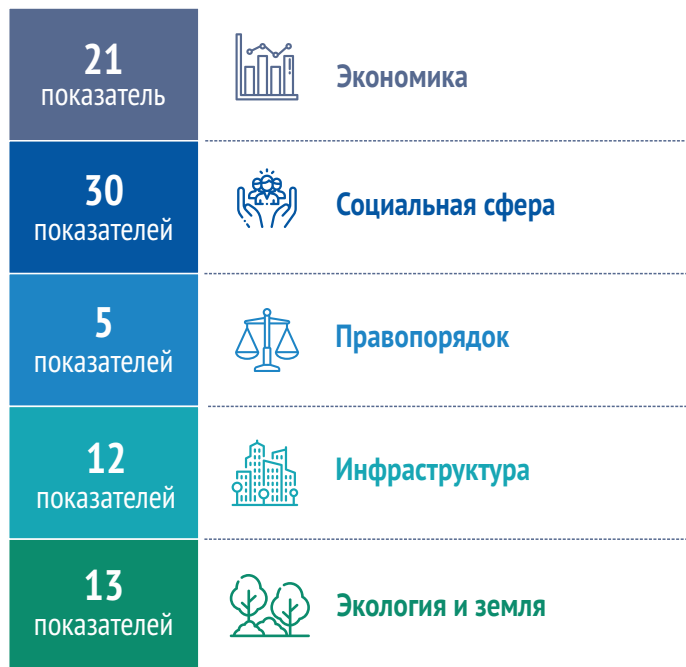 21
показатель
Экономика
30
показателей
Социальная сфера
5
показателей
Правопорядок
12
показателей
Инфраструктура
13
показателей
Экология и земля